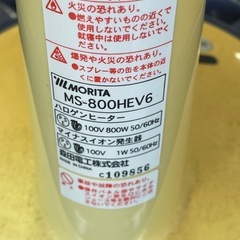 火災の恐れあり。
●燃えやすいものの近くで
使用しないでください。
就寝中は使用しないで
ください。
爆発や火災の恐れあり。
●スプレー等の缶を本体の近くに
置かないでください。
MORITA
MS-800HEV6
ハロゲンヒーター
100V 800W 50/60Hz
マイナスイオン発生器
100V 1W 50/60Hz
森田電工株式会社
MADE IN CHINA
C109856